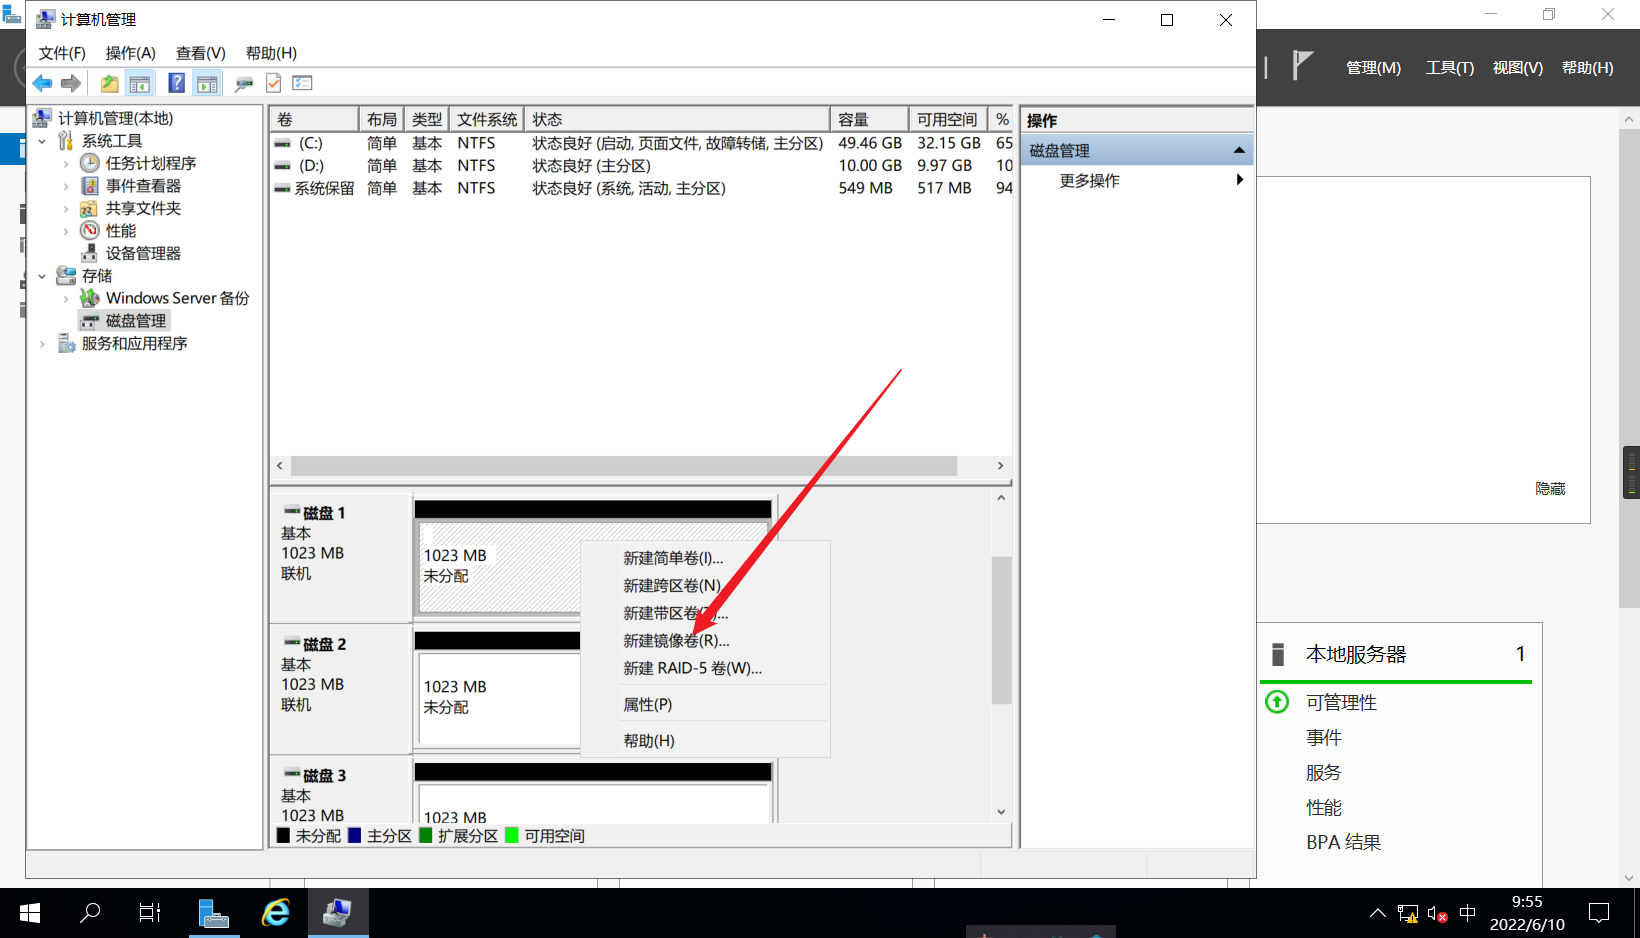 计算机管理
文件(F) 操作(A) 查看(V) 帮助(H)
管理(M) 工具(T) 视图(V) 帮助(H)
计算机管理(本地)
系统工具
任务计划程序
事件查看器
共享文件夹
性能
设备管理器
存储
Windows Server 备份
磁盘管理
服务和应用程序
卷 布局 类型 文件系统 状态 容量 可用空间 %
(C:) 简单 基本 NTFS 状态良好 (启动, 页面文件, 故障转储, 主分区) 49.46 GB 32.15 GB 65
(D:) 简单 基本 NTFS 状态良好 (主分区) 10.00 GB 9.97 GB 10
系统保留 简单 基本 NTFS 状态良好 (系统, 活动, 主分区) 549 MB 517 MB 94
操作
磁盘管理
更多操作
隐藏
磁盘 1
基本
1023 MB
联机
1023 MB
未分配
磁盘 2
基本
1023 MB
联机
1023 MB
未分配
磁盘 3
基本
1023 MB
1023 MB
新建简单卷(I)...
新建跨区卷(N)...
新建带区卷(T)...
新建镜像卷(R)...
新建 RAID-5 卷(W)...
属性(P)
帮助(H)
未分配 主分区 扩展分区 可用空间
本地服务器 1
可管理性
事件
服务
性能
BPA 结果
中
9:55
2022/6/10